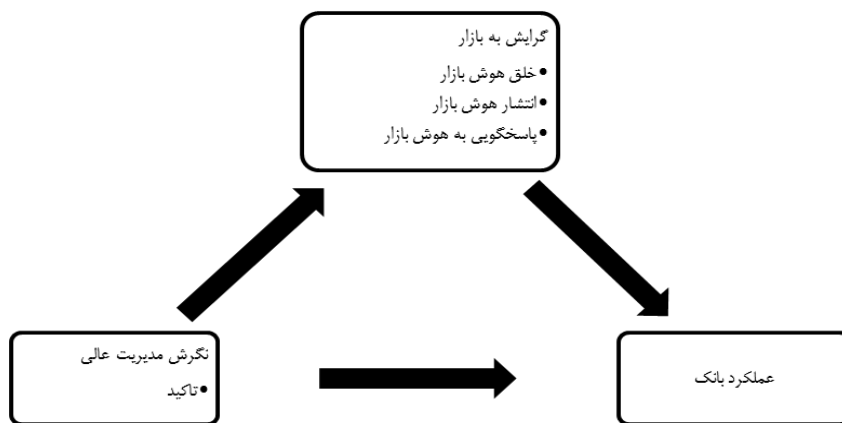 گرایش به بازار
•خلق هوش بازار
•انتشار هوش بازار
•پاسخگویی به هوش بازار
نگرش مدیریت عالی
•تاکید
عملکرد بانک